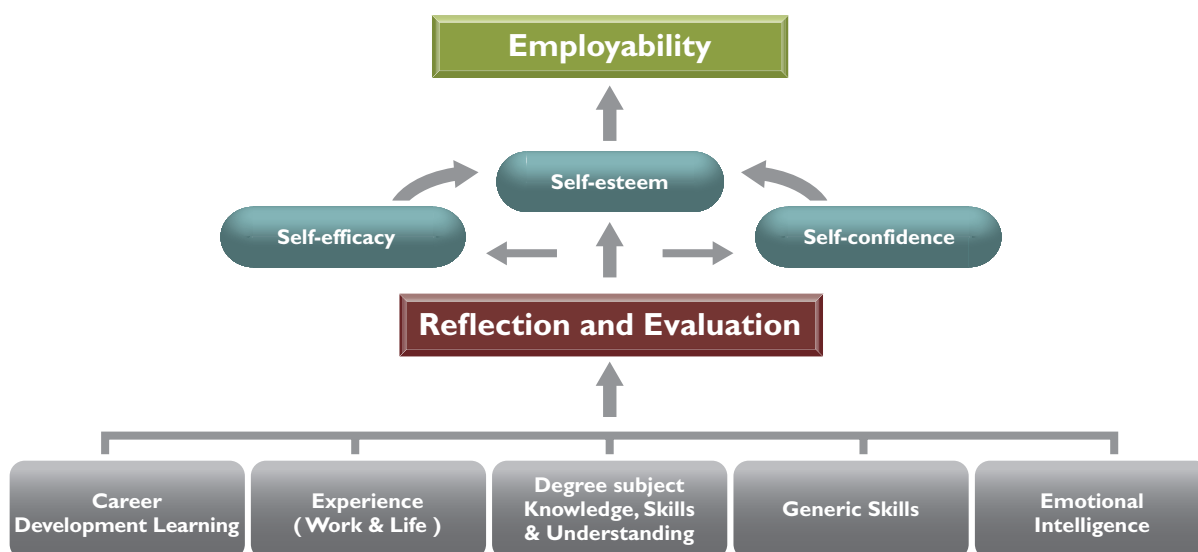 Employability
Self-esteem
Self-efficacy
Self-confidence
Reflection and Evaluation
Career
Development Learning
Experience
( Work & Life )
Degree subject
Knowledge, Skills
& Understanding
Generic Skills
Emotional
Intelligence